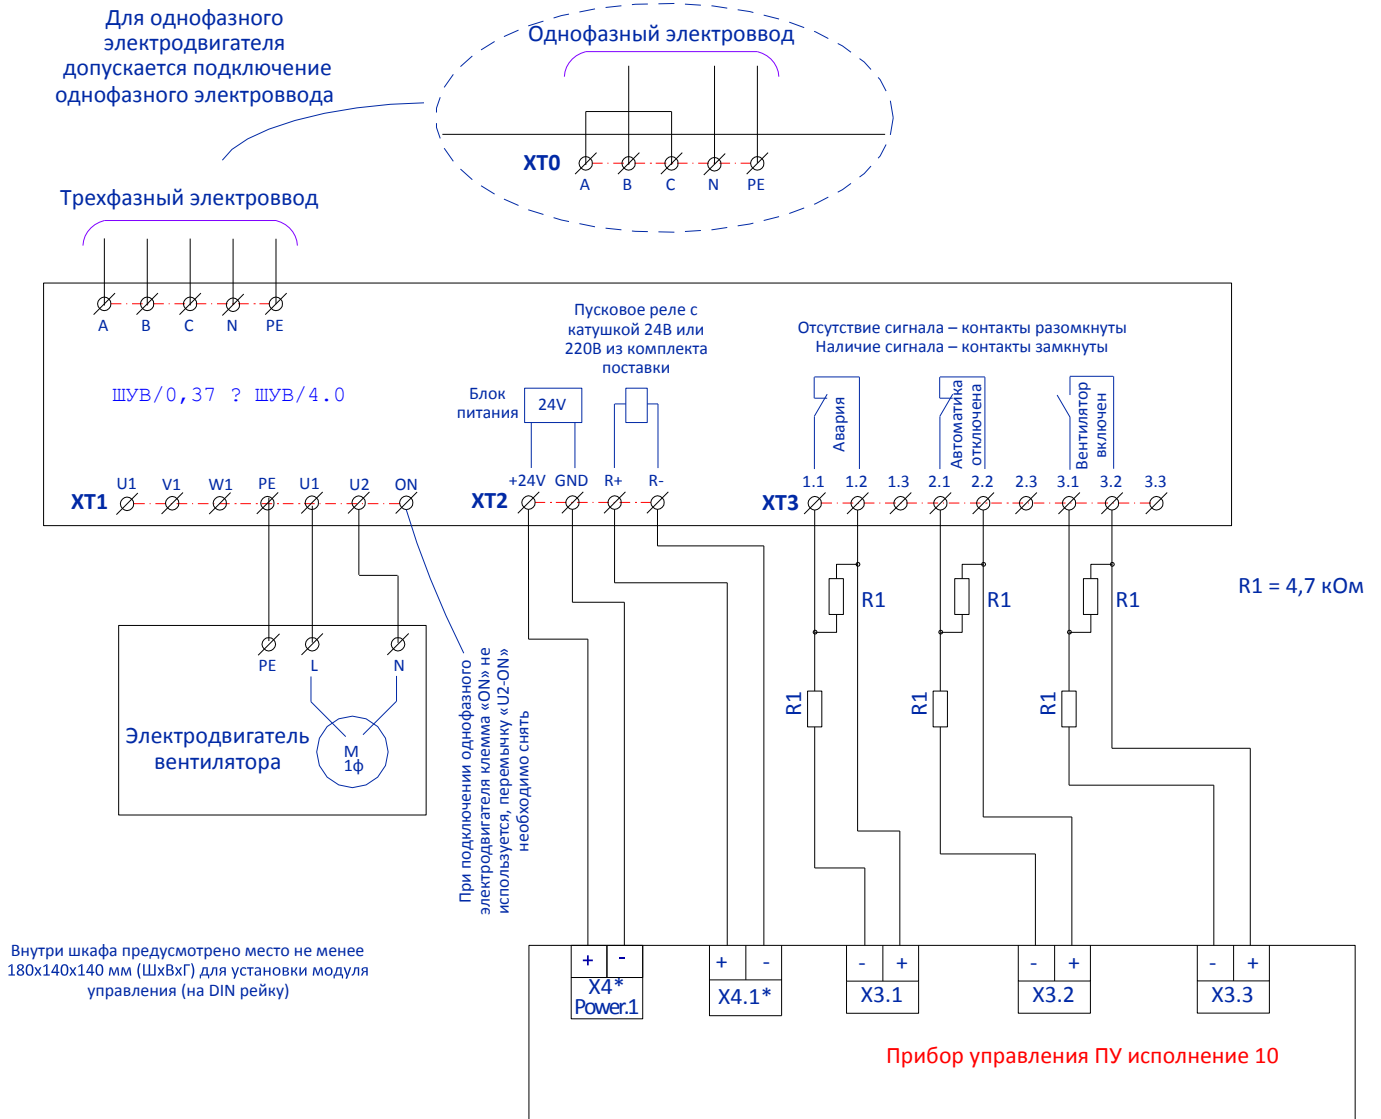 Для однофазного
электродвигателя
допускается подключение
однофазного электроввода
Однофазный электроввод
XT0
A B C N PE
Трехфазный электроввод
A B C N PE
ШУВ/0,37 ? ШУВ/4.0
Пусковое реле с
катушкой 24В или
220В из комплекта
поставки
Блок
питания
24V
Отсутствие сигнала – контакты разомкнуты
Наличие сигнала – контакты замкнуты
Авария
Автоматика
отключена
Вентилятор
включен
XT1
U1 V1 W1 PE U1 U2 ON
XT2
+24V GND R+ R-
XT3
1.1 1.2 1.3 2.1 2.2 2.3 3.1 3.2 3.3
R1 R1 R1
R1 = 4,7 кОм
R1 R1 R1
PE L N
Электродвигатель
вентилятора
М
1ф
При подключении однофазного
электродвигателя клемма «ON» не
используется, перемычку «U2-ON»
необходимо снять
Внутри шкафа предусмотрено место не менее
180х140х140 мм (ШхВхГ) для установки модуля
управления (на DIN рейку)
+ -
X4*
Power.1
+ -
X4.1*
- +
X3.1
- +
X3.2
- +
X3.3
Прибор управления ПУ исполнение 10